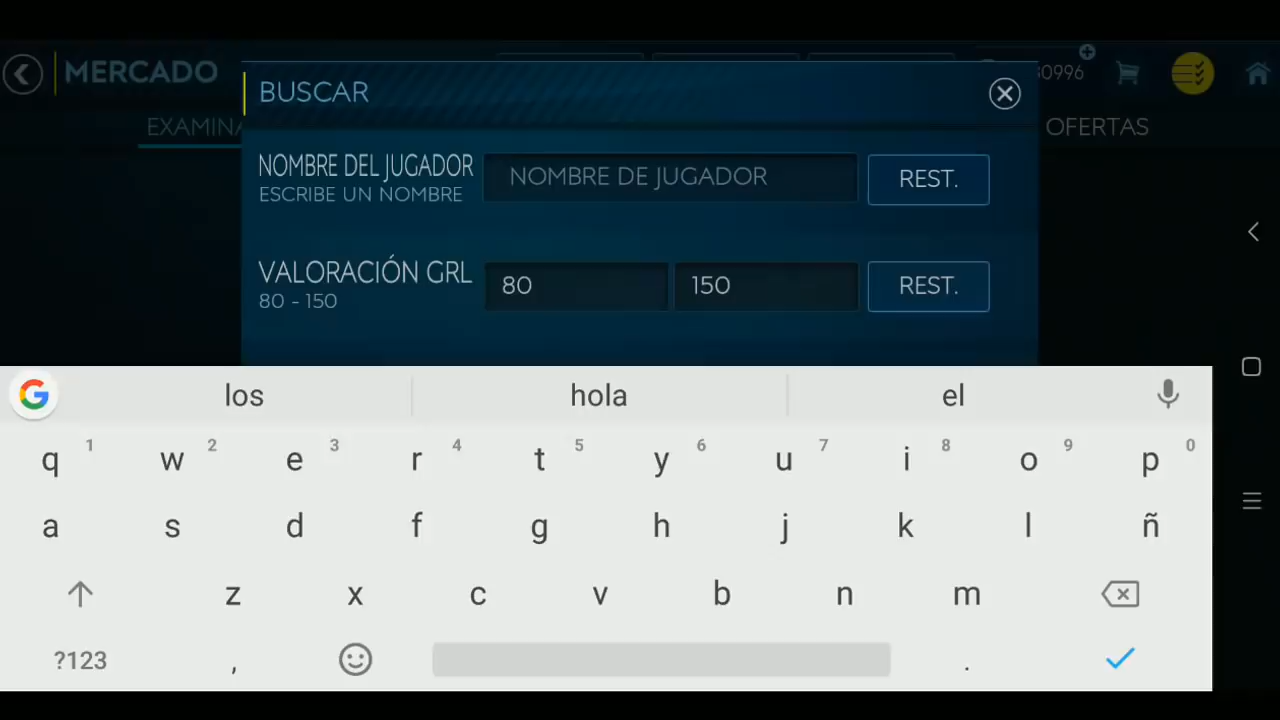 MERCADO
30996
BUSCAR
EXAMINA
OFERTAS
NOMBRE DEL JUGADOR
ESCRIBE UN NOMBRE
NOMBRE DE JUGADOR
REST.
VALORACIÓN GRL
80 - 150
80
150
REST.
los hola el
q 1 w 2 e 3 r 4 t 5 y 6 u 7 i 8 o 9 p 0
a s d f g h j k l ñ
z x c v b n m
?123 , .